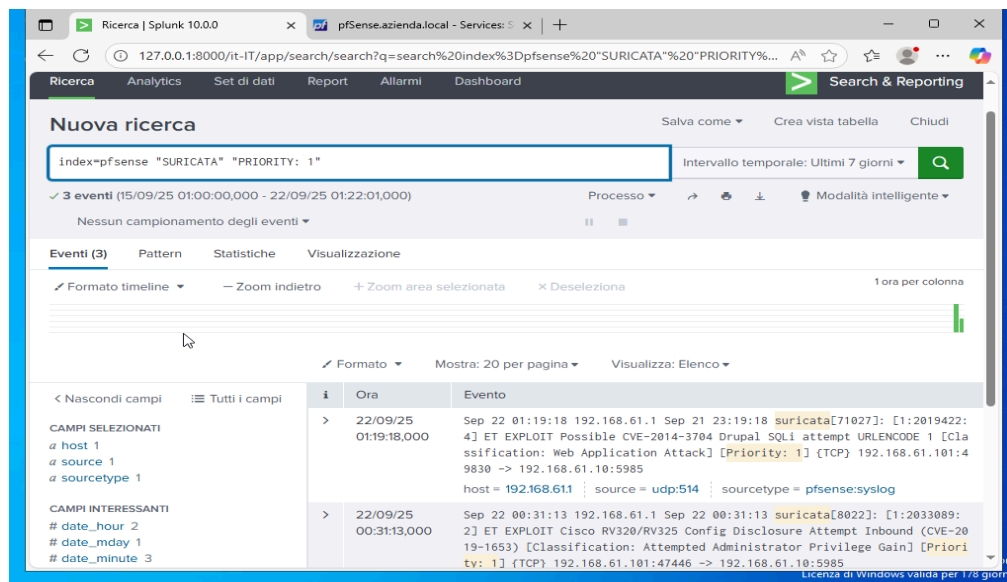 Ricerca | Splunk 10.0.0
pfSense.azienda.local - Services: S
127.0.0.1:8000/it-IT/app/search/search?q=search%20index%3Dpfsense%20"SURICATA"%20"PRIORITY%...
Ricerca Analytics Set di dati Report Allarmi Dashboard Search & Reporting
Nuova ricerca
Salva come Crea vista tabella Chiudi
index=pfsense "SURICATA" "PRIORITY: 1"
Intervallo temporale: Ultimi 7 giorni
✓ 3 eventi (15/09/25 01:00:00,000 - 22/09/25 01:22:01,000)
Processo
Modalità intelligente
Nessun campionamento degli eventi
Eventi (3) Pattern Statistiche Visualizzazione
Formato timeline — Zoom indietro + Zoom area selezionata × Deseleziona
1 ora per colonna
Formato Mostra: 20 per pagina Visualizza: Elenco
< Nascondi campi Tutti i campi
i Ora Evento
CAMPI SELEZIONATI
a host 1
a source 1
a sourcetype 1
CAMPI INTERESSANTI
# date_hour 2
# date_mday 1
# date_minute 3
> 22/09/25
01:19:18,000
Sep 22 01:19:18 192.168.61.1 Sep 21 23:19:18 suricata[71027]: [1:2019422:
4] ET EXPLOIT Possible CVE-2014-3704 Drupal SQLi attempt URLENCODE 1 [Cla
ssification: Web Application Attack] [Priority: 1] {TCP} 192.168.61.101:4
9830 -> 192.168.61.10:5985
host = 192.168.61.1 source = udp:514 sourcetype = pfsense:syslog
> 22/09/25
00:31:13,000
Sep 22 00:31:13 192.168.61.1 Sep 22 00:31:13 suricata[8022]: [1:2033089:
2] ET EXPLOIT Cisco RV320/RV325 Config Disclosure Attempt Inbound (CVE-20
19-1653) [Classification: Attempted Administrator Privilege Gain] [Priori
ty: 1] {TCP} 192.168.61.101:47446 -> 192.168.61.10:5985
Licenza di Windows valida per 178 gior